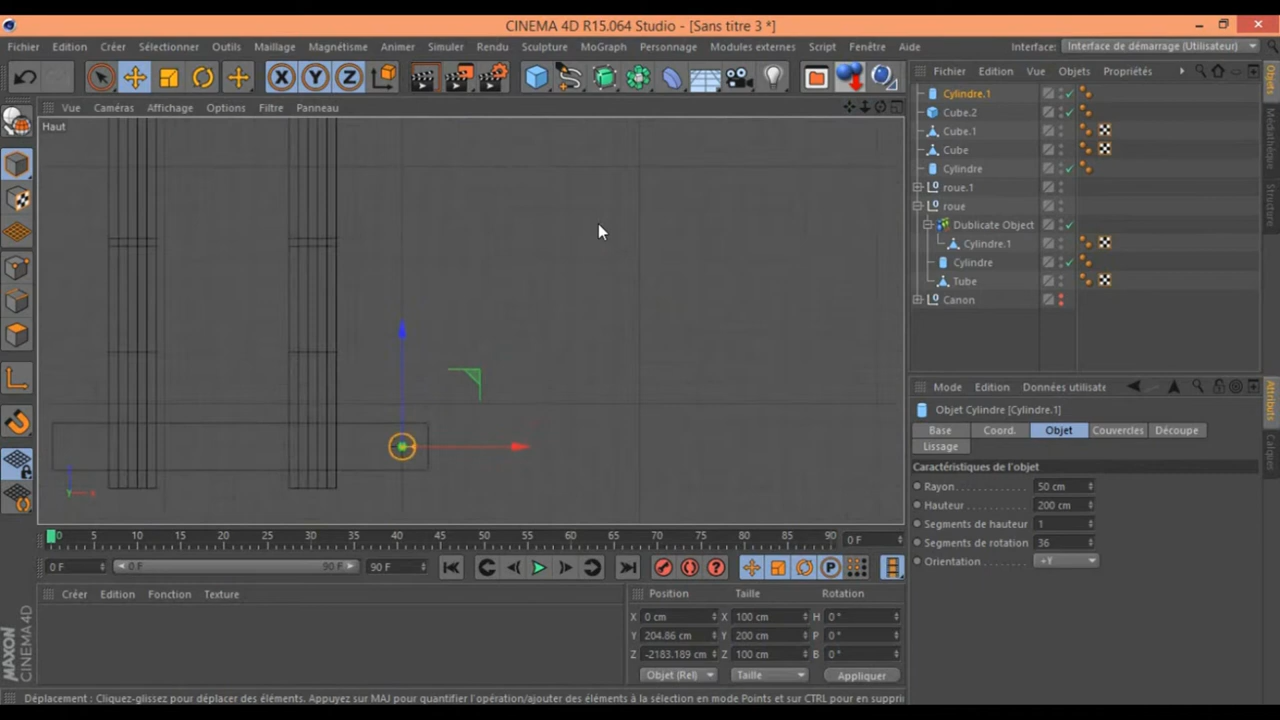 CINEMA 4D R15.064 Studio - [Sans titre 3 *]
Fichier Edition Créer Sélectionner Outils Maillage Magnétisme Animer Simuler Rendu Sculpture MoGraph Personnage Modules externes Script Fenêtre Aide Interface: Interface de démarrage (Utilisateur)
X Y Z
Fichier Edition Vue Objets Propriétés
Vue Caméras Affichage Options Filtre Panneau
Haut
Y X
Cylindre.1
Cube.2
Cube.1
Cube
Cylindre
roue.1
roue
Dublicate Object
Cylindre.1
Cylindre
Tube
Canon
Objets
Médiathèque
Structure
Mode Edition Données utilisate
Objet Cylindre [Cylindre.1]
Base Coord. Objet Couvercles Découpe
Lissage
Caractéristiques de l'objet
Rayon 50 cm
Hauteur 200 cm
Segments de hauteur 1
Segments de rotation 36
Orientation +Y
Attributs
Calques
0 5 10 15 20 25 30 35 40 45 50 55 60 65 70 75 80 85 90 0 F
0 F 0 F 90 F 90 F P
Créer Edition Fonction Texture
Position Taille Rotation
X 0 cm X 100 cm H 0 °
Y 204.86 cm Y 200 cm P 0 °
Z -2183.189 cm Z 100 cm B 0 °
Objet (Rel) Taille Appliquer
MAXON
CINEMA 4D
Déplacement : Cliquez-glissez pour déplacer des éléments. Appuyez sur MAJ pour quantifier l'opération/ajouter des éléments à la sélection en mode Points et sur CTRL pour en suppri